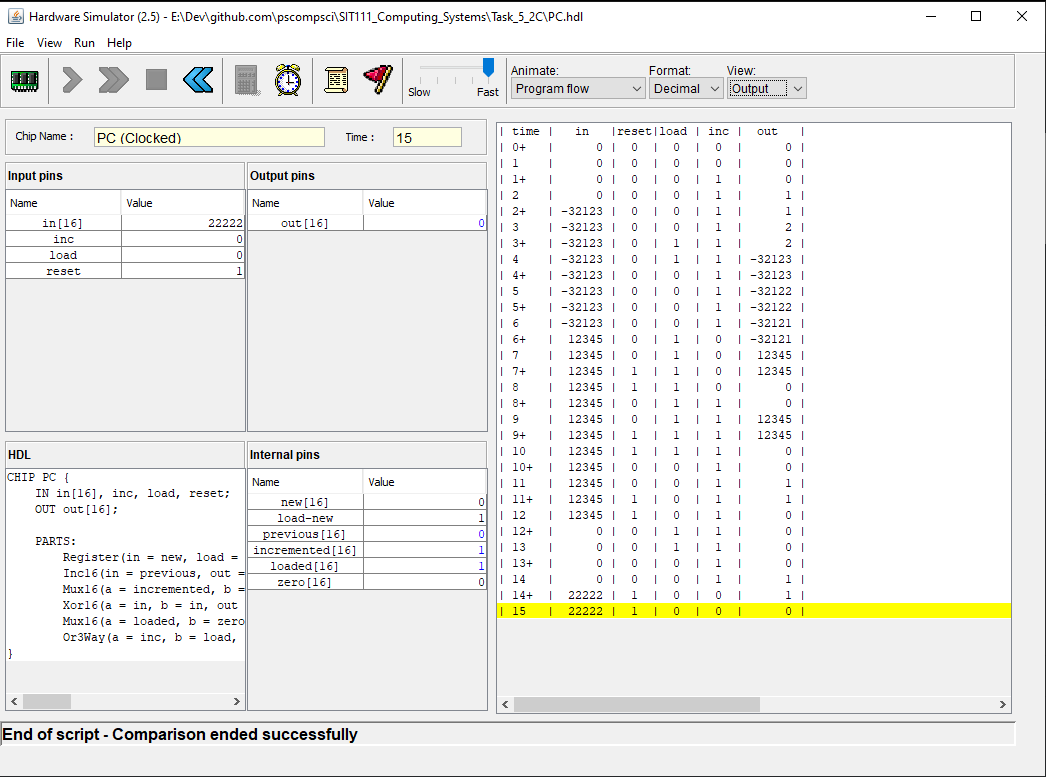 Hardware Simulator (2.5) - E:\Dev\github.com\pscompsci\SIT111_Computing_Systems\Task_5_2C\PC.hdl
File View Run Help
Slow Fast
Animate: Format: View:
Program flow Decimal Output
Chip Name : PC (Clocked) Time : 15
Input pins
Name Value
in[16] 22222
inc 0
load 0
reset 1
Output pins
Name Value
out[16] 0
HDL
CHIP PC {
IN in[16], inc, load, reset;
OUT out[16];
PARTS:
Register(in = new, load =
Inc16(in = previous, out =
Mux16(a = incremented, b =
Xor16(a = in, b = in, out
Mux16(a = loaded, b = zero
Or3Way(a = inc, b = load,
}
Internal pins
Name Value
new[16] 0
load-new 1
previous[16] 0
incremented[16] 1
loaded[16] 1
zero[16] 0
| time | in |reset|load | inc | out |
| 0+ | 0 | 0 | 0 | 0 | 0 |
| 1 | 0 | 0 | 0 | 0 | 0 |
| 1+ | 0 | 0 | 0 | 1 | 0 |
| 2 | 0 | 0 | 0 | 1 | 1 |
| 2+ | -32123 | 0 | 0 | 1 | 1 |
| 3 | -32123 | 0 | 0 | 1 | 2 |
| 3+ | -32123 | 0 | 1 | 1 | 2 |
| 4 | -32123 | 0 | 1 | 1 | -32123 |
| 4+ | -32123 | 0 | 0 | 1 | -32123 |
| 5 | -32123 | 0 | 0 | 1 | -32122 |
| 5+ | -32123 | 0 | 0 | 1 | -32122 |
| 6 | -32123 | 0 | 0 | 1 | -32121 |
| 6+ | 12345 | 0 | 1 | 0 | -32121 |
| 7 | 12345 | 0 | 1 | 0 | 12345 |
| 7+ | 12345 | 1 | 1 | 0 | 12345 |
| 8 | 12345 | 1 | 1 | 0 | 0 |
| 8+ | 12345 | 0 | 1 | 1 | 0 |
| 9 | 12345 | 0 | 1 | 1 | 12345 |
| 9+ | 12345 | 1 | 1 | 1 | 12345 |
| 10 | 12345 | 1 | 1 | 1 | 0 |
| 10+ | 12345 | 0 | 0 | 1 | 0 |
| 11 | 12345 | 0 | 0 | 1 | 1 |
| 11+ | 12345 | 1 | 0 | 1 | 1 |
| 12 | 12345 | 1 | 0 | 1 | 0 |
| 12+ | 0 | 0 | 1 | 1 | 0 |
| 13 | 0 | 0 | 1 | 1 | 0 |
| 13+ | 0 | 0 | 0 | 1 | 0 |
| 14 | 0 | 0 | 0 | 1 | 1 |
| 14+ | 22222 | 1 | 0 | 0 | 1 |
| 15 | 22222 | 1 | 0 | 0 | 0 |
End of script - Comparison ended successfully